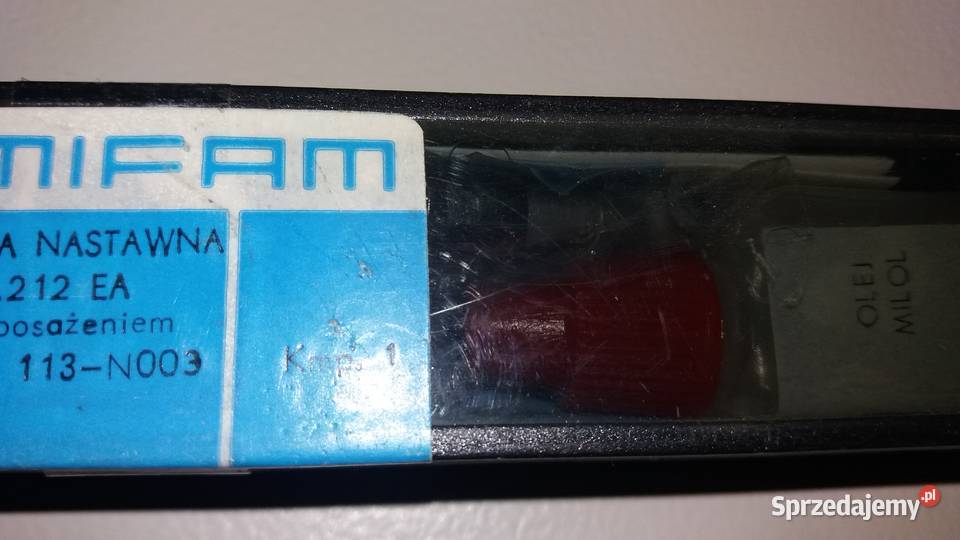 MIFAM
A NASTAWNA
.212 EA
posażeniem
113-N003
Kmp. 1
OLEJ
MILOL
Sprzedajemy.pl